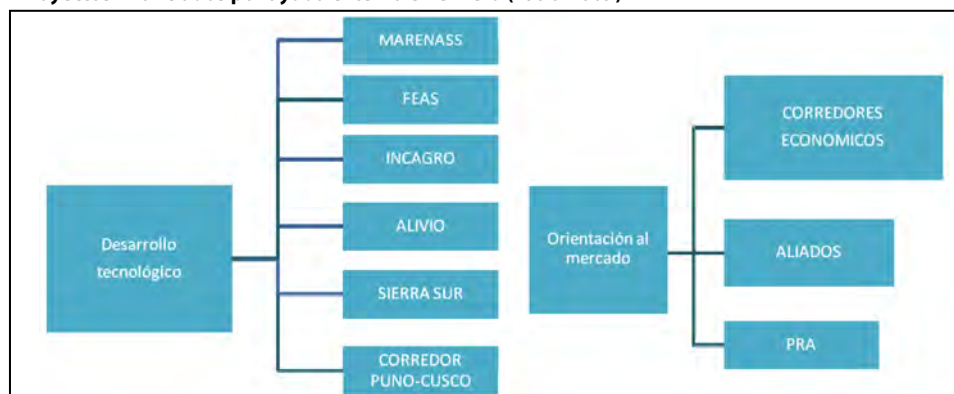 Desarrollo
tecnológico
MARENASS
FEAS
INCAGRO
ALIVIO
SIERRA SUR
CORREDOR
PUNO-CUSCO
Orientación al
mercado
CORREDORES
ECONOMICOS
ALIADOS
PRA